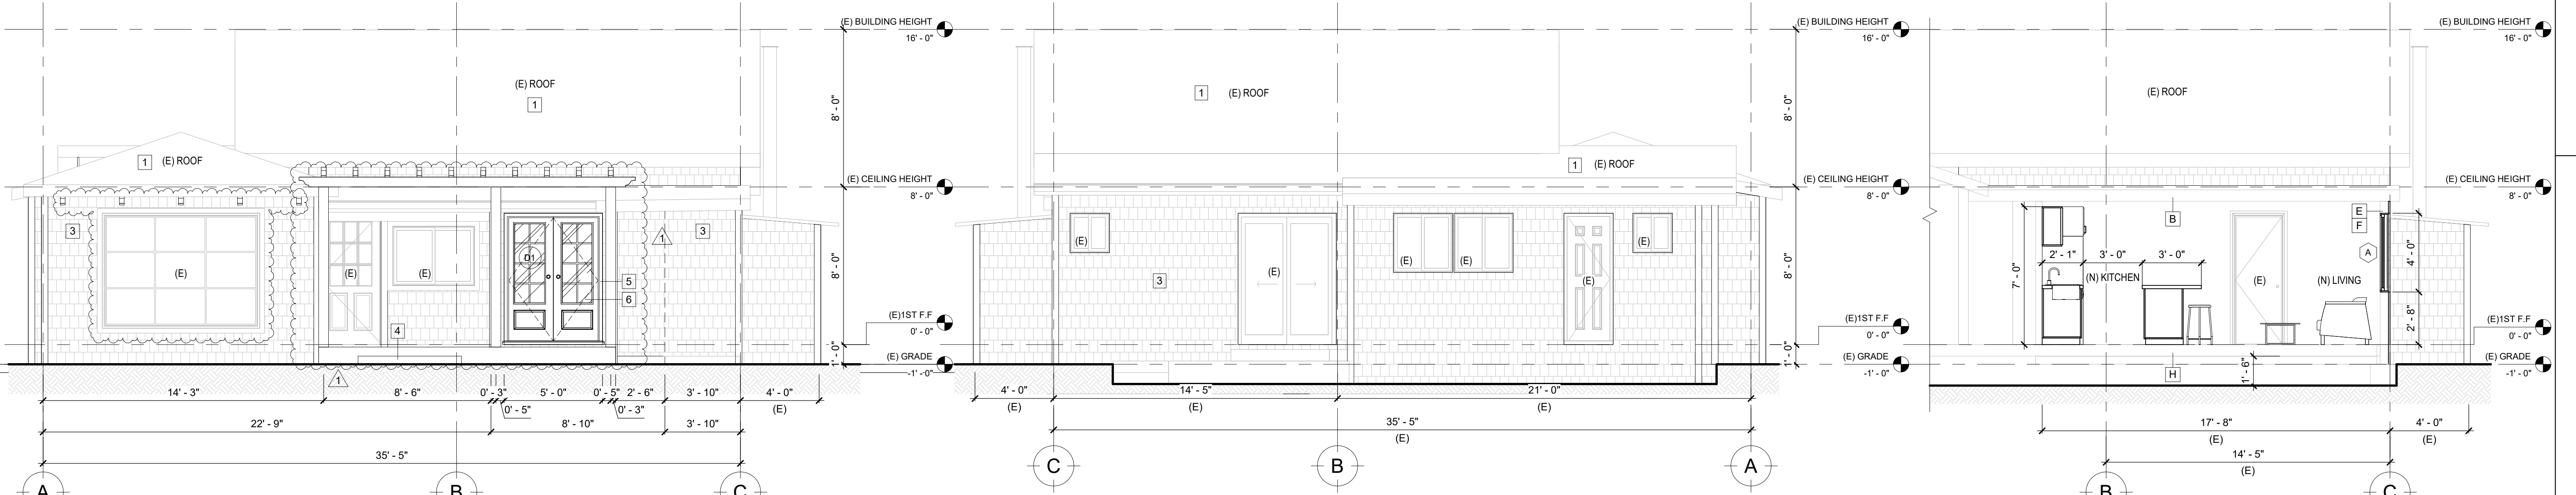 (E) BUILDING HEIGHT
16' - 0"
(E) ROOF
1
1
(E) ROOF
8' - 0"
(E) CEILING HEIGHT
8' - 0"
3
(E)
(E)
(E)
D1
1
3
5
6
4
8' - 0"
(E)1ST F.F
0' - 0"
1' - 0"
(E) GRADE
-1' - 0"
1
14' - 3"
8' - 6"
0' - 3"
5' - 0"
0' - 5"
2' - 6"
3' - 10"
4' - 0"
(E)
0' - 5"
0' - 3"
22' - 9"
8' - 10"
3' - 10"
35' - 5"
A
B
C
(E) BUILDING HEIGHT
16' - 0"
1
(E) ROOF
8' - 0"
1
(E) ROOF
(E) CEILING HEIGHT
8' - 0"
(E)
(E)
(E)
(E)
(E)
(E)
3
8' - 0"
(E)1ST F.F
0' - 0"
1' - 0"
(E) GRADE
-1' - 0"
4' - 0"
(E)
14' - 5"
(E)
21' - 0"
(E)
35' - 5"
(E)
C
B
A
(E) BUILDING HEIGHT
16' - 0"
(E) ROOF
(E) CEILING HEIGHT
8' - 0"
B
E
F
A
7' - 0"
2' - 1"
3' - 0"
3' - 0"
(N) KITCHEN
(E)
(N) LIVING
4' - 0"
2' - 8"
(E)1ST F.F
0' - 0"
(E) GRADE
-1' - 0"
H
1' - 6"
17' - 8"
(E)
4' - 0"
(E)
14' - 5"
(E)
B
C